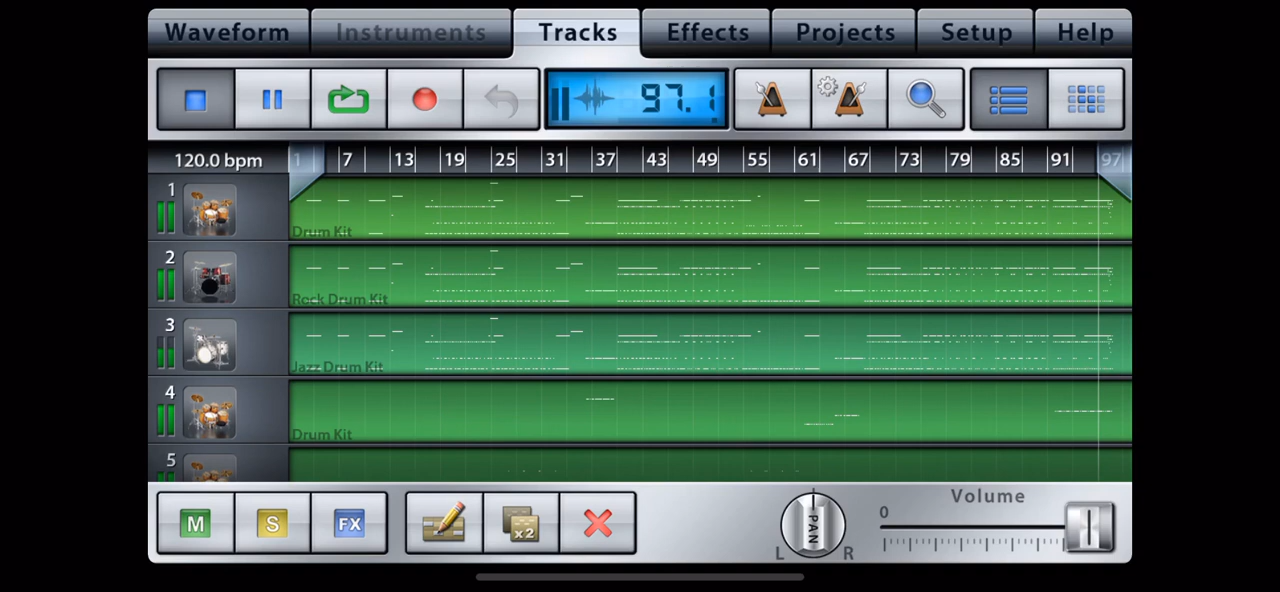 Waveform Instruments Tracks Effects Projects Setup Help
97.1
120.0 bpm 1 7 13 19 25 31 37 43 49 55 61 67 73 79 85 91 97
1
Drum Kit
2
Rock Drum Kit
3
Jazz Drum Kit
4
Drum Kit
5
M S FX x2
PAN
L R
Volume
0